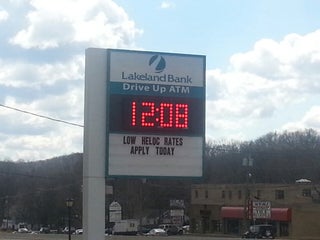 Lakeland Bank
Drive Up ATM
12:08
LOW HELOC RATES
APPLY TODAY